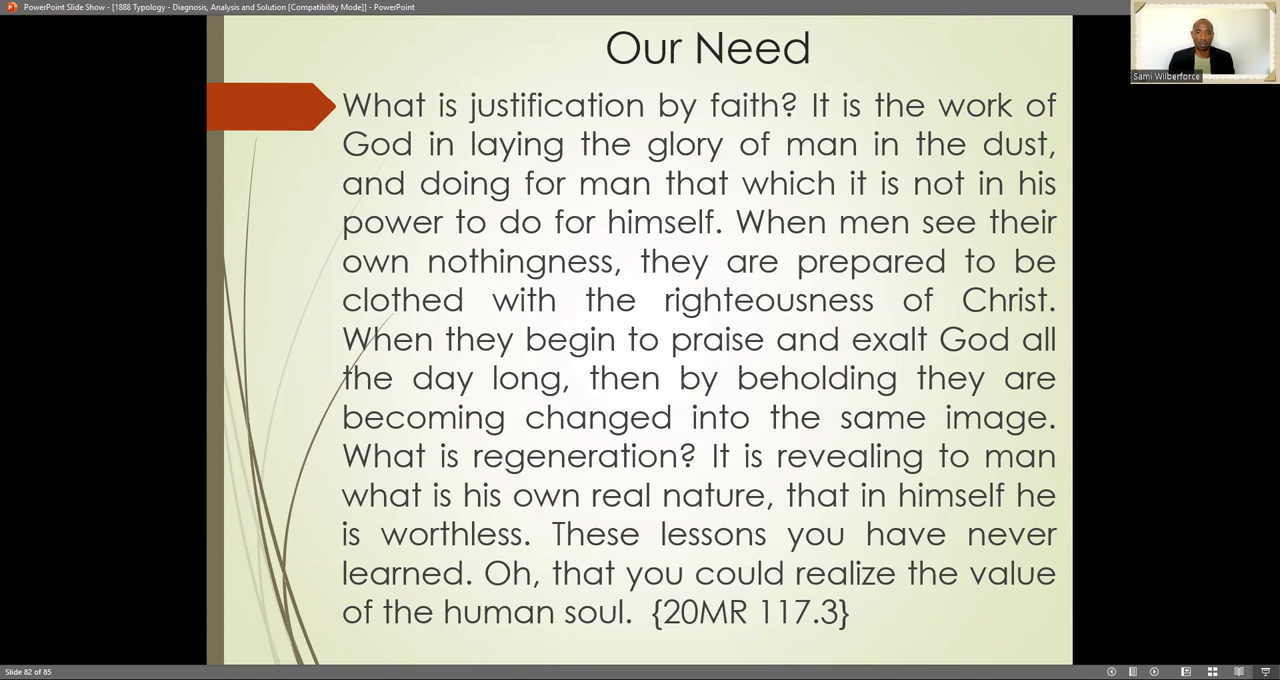 PowerPoint Slide Show - [1888 Typology - Diagnosis, Analysis and Solution [Compatibility Mode]] - PowerPoint
Sami Wilberforce
Our Need
What is justification by faith? It is the work of
God in laying the glory of man in the dust,
and doing for man that which it is not in his
power to do for himself. When men see their
own nothingness, they are prepared to be
clothed with the righteousness of Christ.
When they begin to praise and exalt God all
the day long, then by beholding they are
becoming changed into the same image.
What is regeneration? It is revealing to man
what is his own real nature, that in himself he
is worthless. These lessons you have never
learned. Oh, that you could realize the value
of the human soul. {20MR 117.3}
Slide 82 of 85